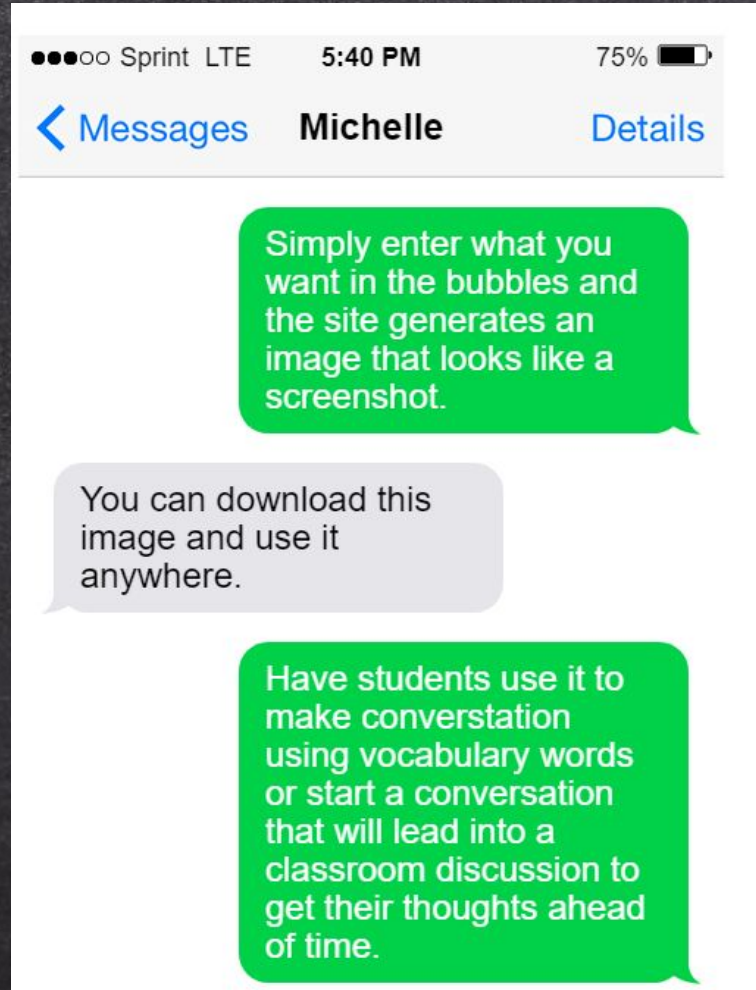 ●●●○○ Sprint LTE 5:40 PM 75%
Messages Michelle Details
Simply enter what you
want in the bubbles and
the site generates an
image that looks like a
screenshot.
You can download this
image and use it
anywhere.
Have students use it to
make converstation
using vocabulary words
or start a conversation
that will lead into a
classroom discussion to
get their thoughts ahead
of time.